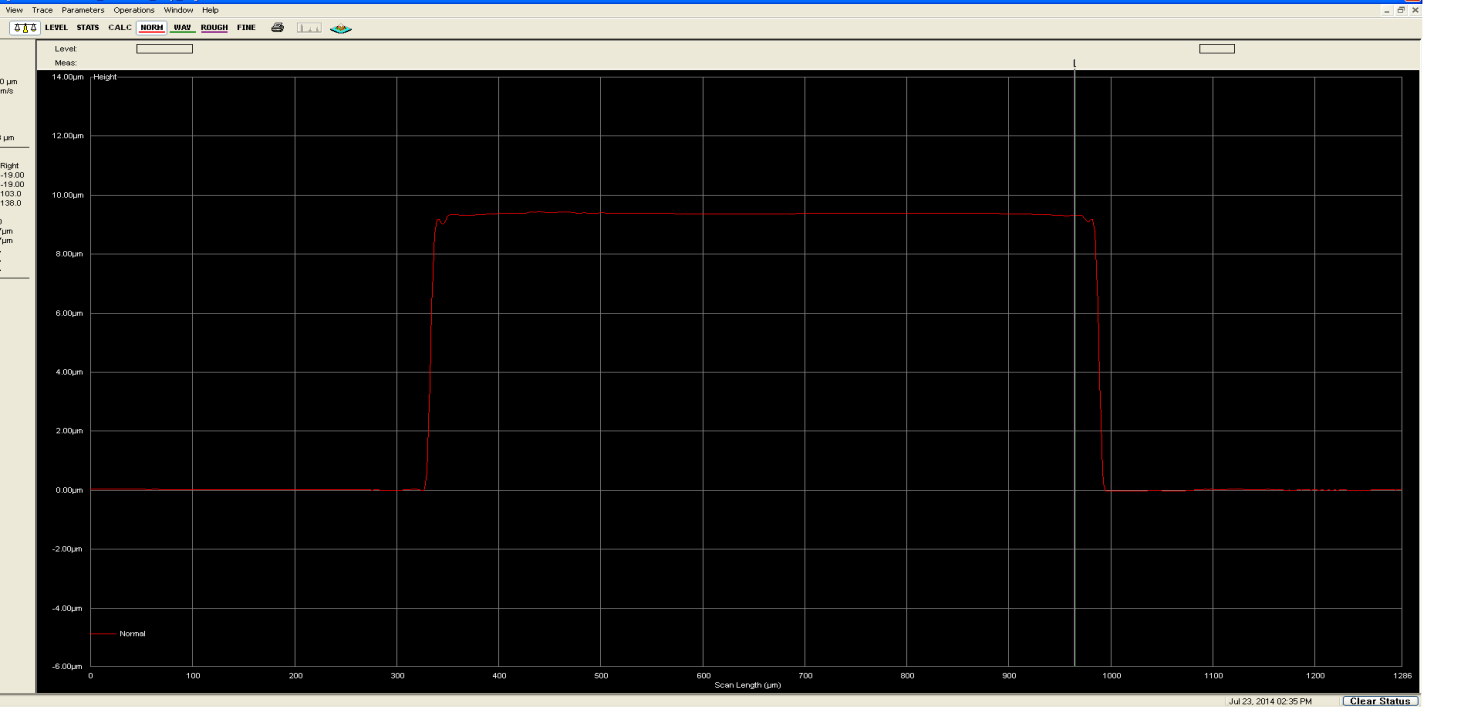 View Trace Parameters Operations Window Help
LEVEL STATS CALC NORM WAV ROUGH FINE
Level:
Meas:
0 µm
m/s
µm
Right
-19.00
-19.00
103.0
138.0
µm
µm
14.00µm Height
12.00µm
10.00µm
8.00µm
6.00µm
4.00µm
2.00µm
0.00µm
-2.00µm
-4.00µm
Normal
-6.00µm
0 100 200 300 400 500 600 700 800 900 1000 1100 1200 1286
Scan Length (µm)
Jul 23, 2014 02:35 PM Clear Status